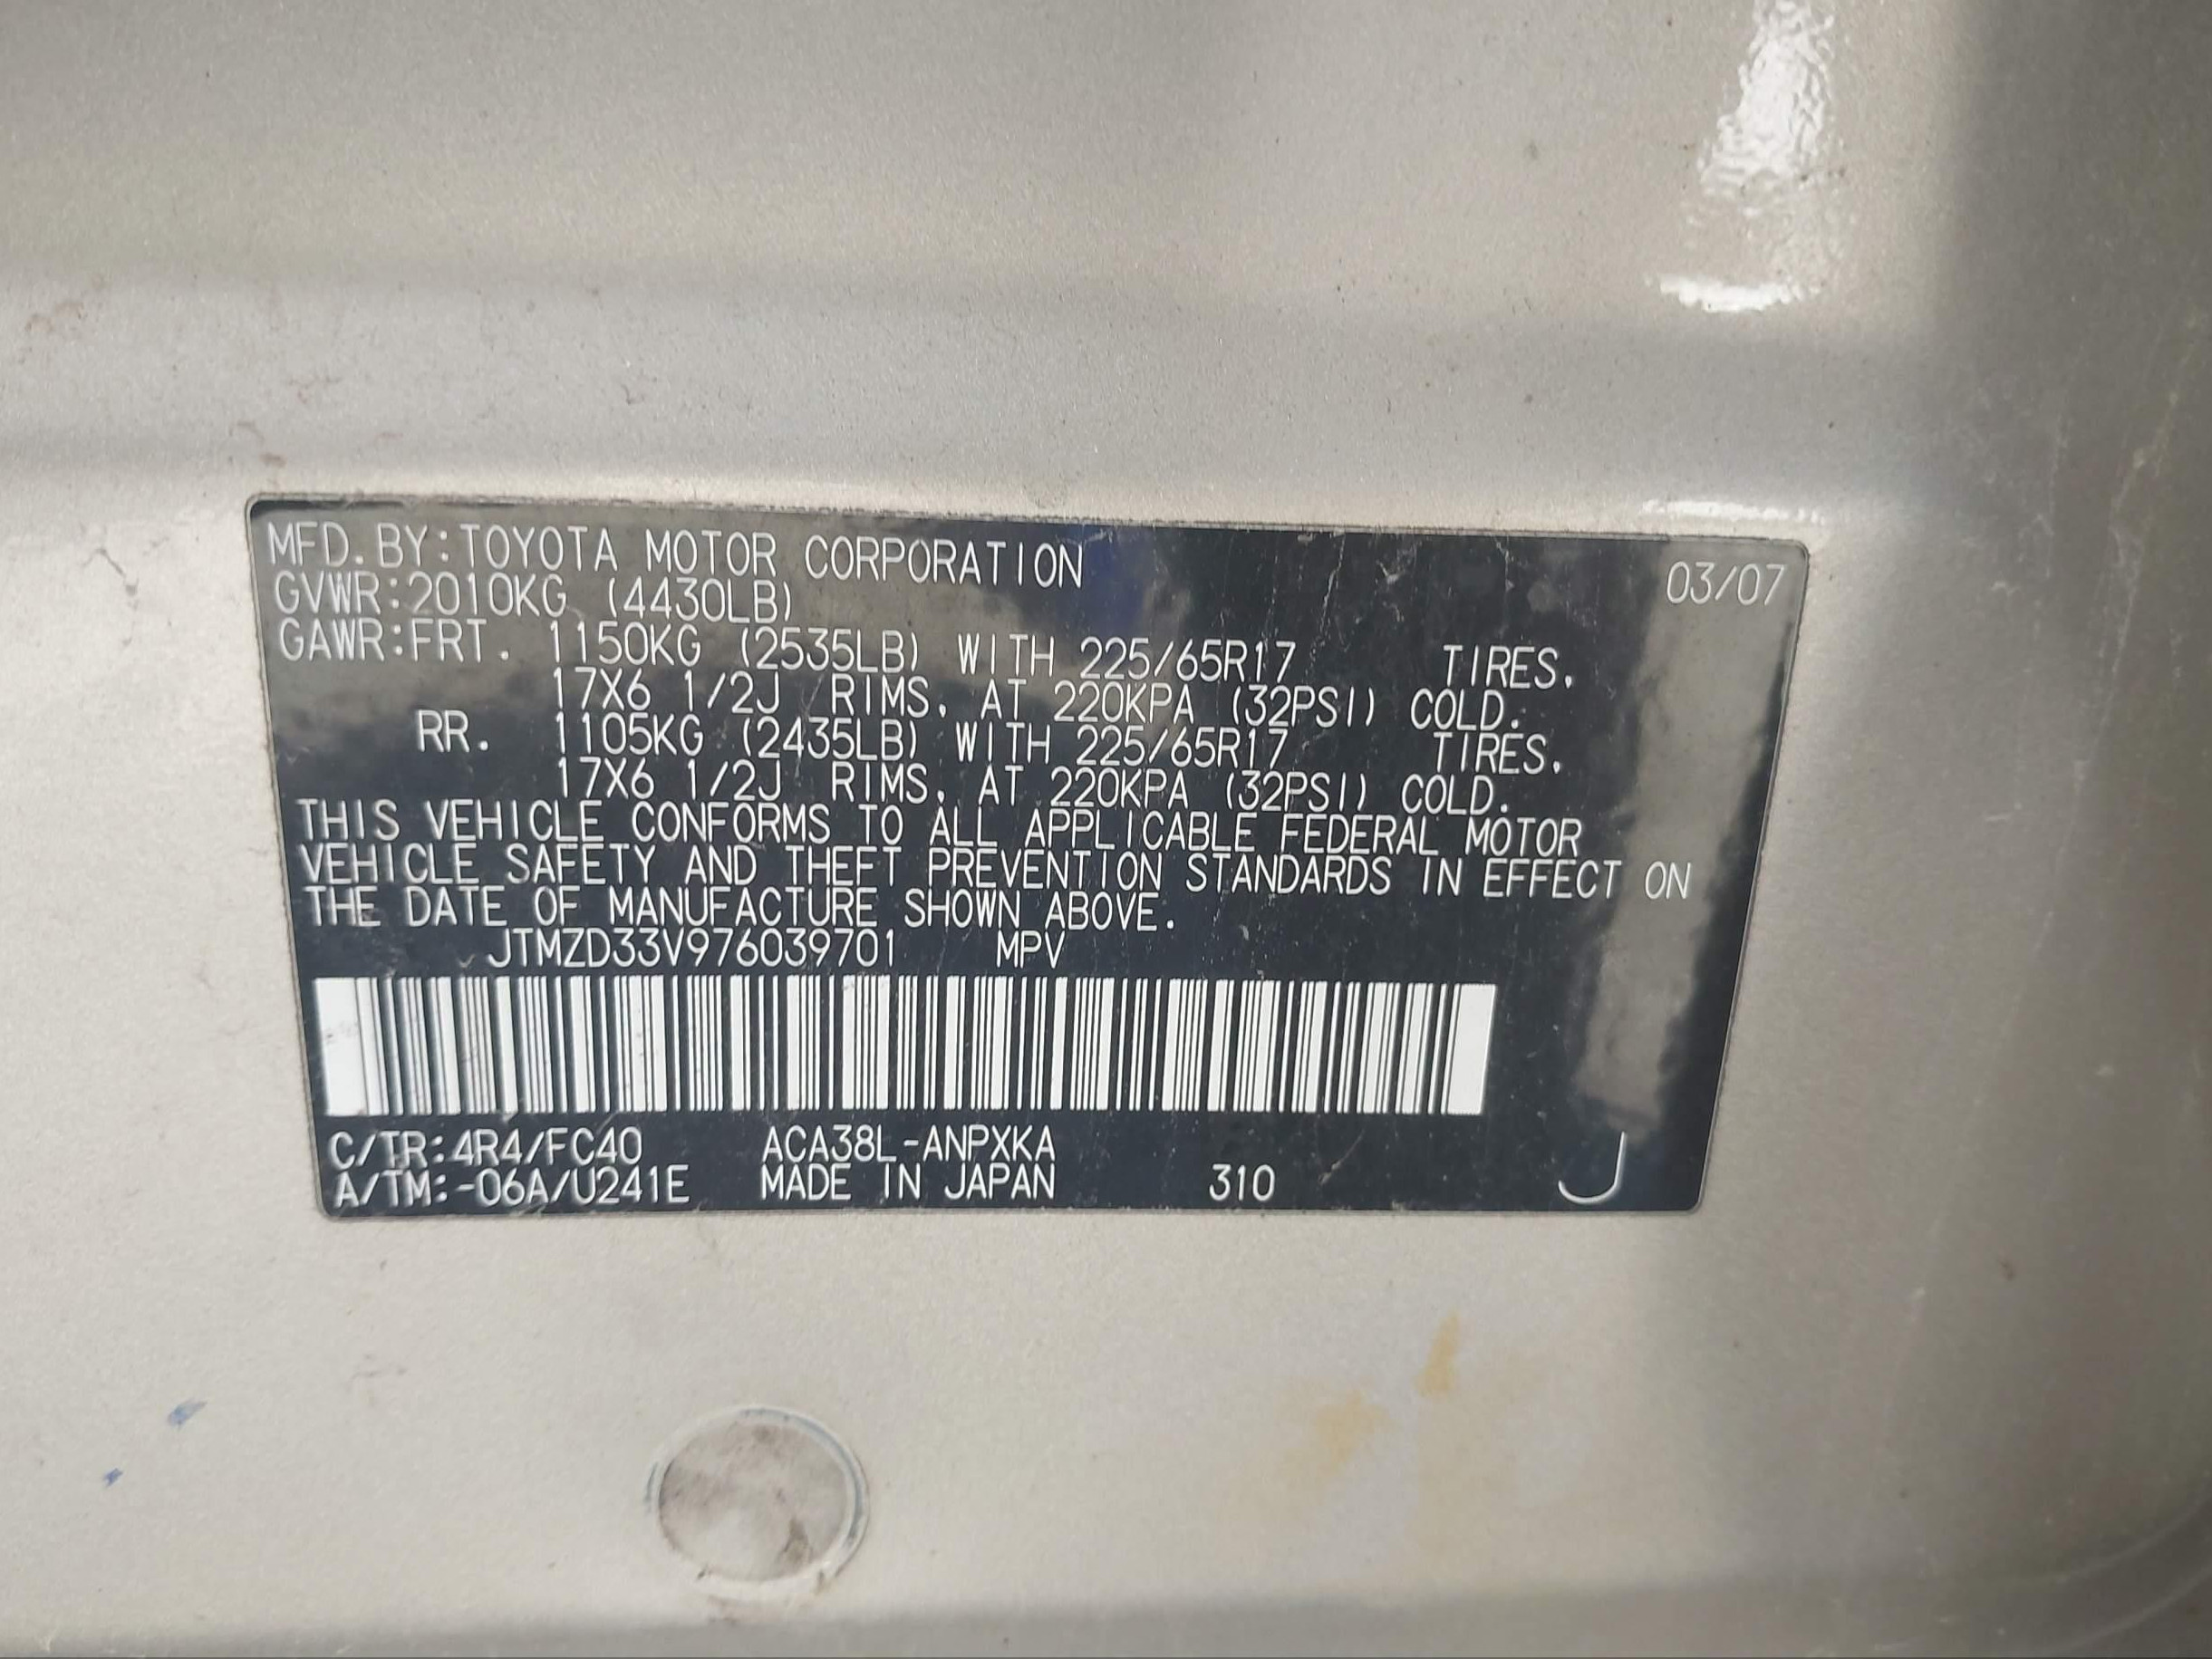 MFD.BY:TOYOTA MOTOR CORPORATION 03/07
GVWR:2010KG (4430LB)
GAWR:FRT. 1150KG (2535LB) WITH 225/65R17 TIRES,
17X6 1/2J RIMS, AT 220KPA (32PSI) COLD.
RR. 1105KG (2435LB) WITH 225/65R17 TIRES,
17X6 1/2J RIMS, AT 220KPA (32PSI) COLD.
THIS VEHICLE CONFORMS TO ALL APPLICABLE FEDERAL MOTOR
VEHICLE SAFETY AND THEFT PREVENTION STANDARDS IN EFFECT ON
THE DATE OF MANUFACTURE SHOWN ABOVE.
JTMZD33V976039701 MPV
C/TR:4R4/FC40 ACA38L-ANPXKA
A/TM:-06A/U241E MADE IN JAPAN 310 J